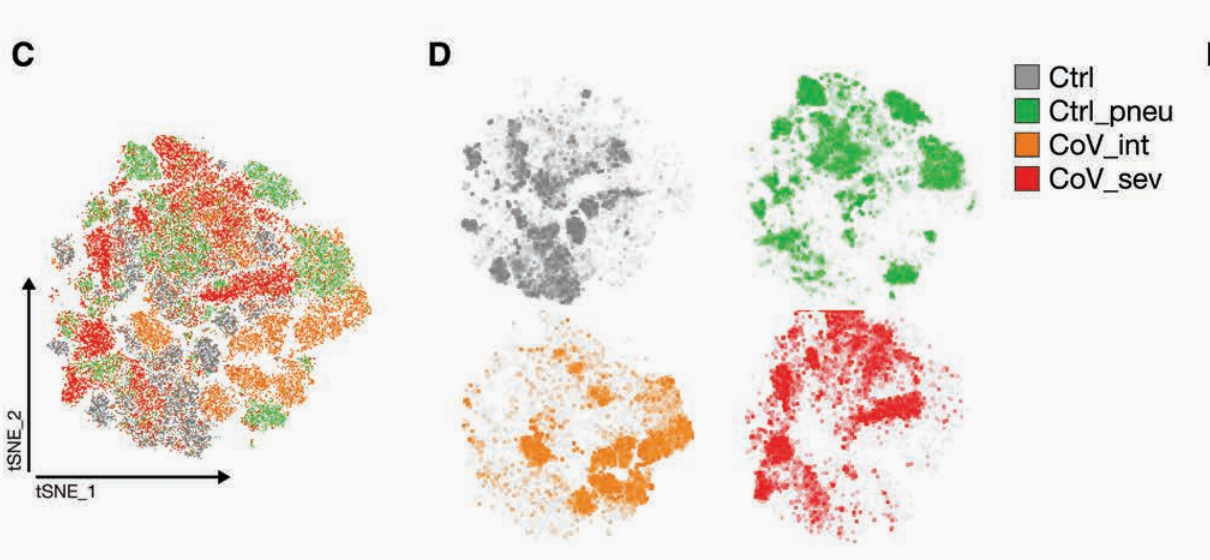 C
D
Ctrl
Ctrl_pneu
CoV_int
CoV_sev
tSNE_2
tSNE_1